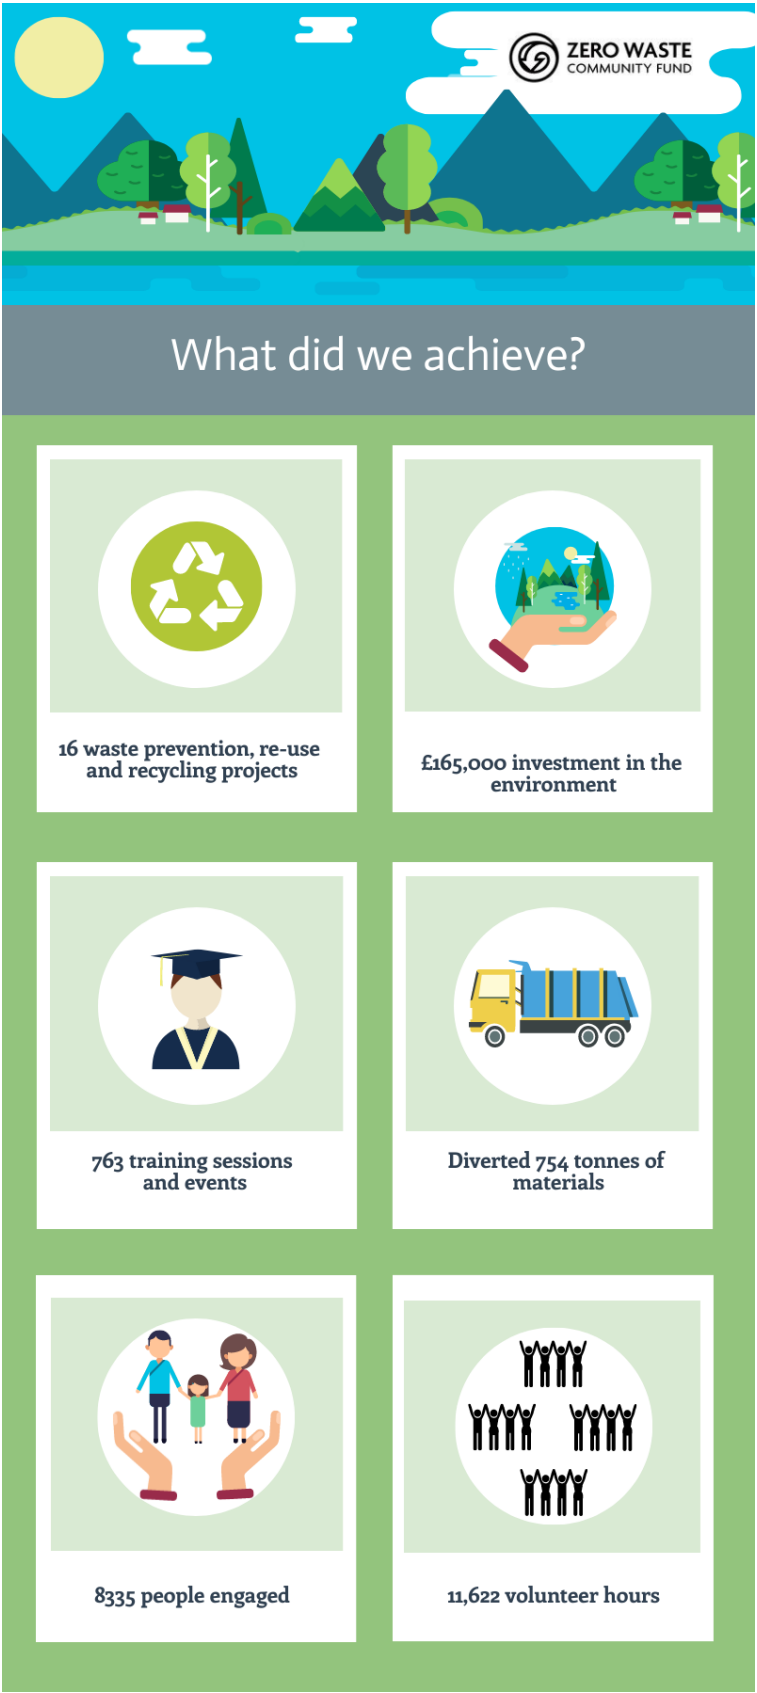 ZERO WASTE
COMMUNITY FUND
What did we achieve?
16 waste prevention, re-use
and recycling projects
£165,000 investment in the
environment
763 training sessions
and events
Diverted 754 tonnes of
materials
8335 people engaged
11,622 volunteer hours